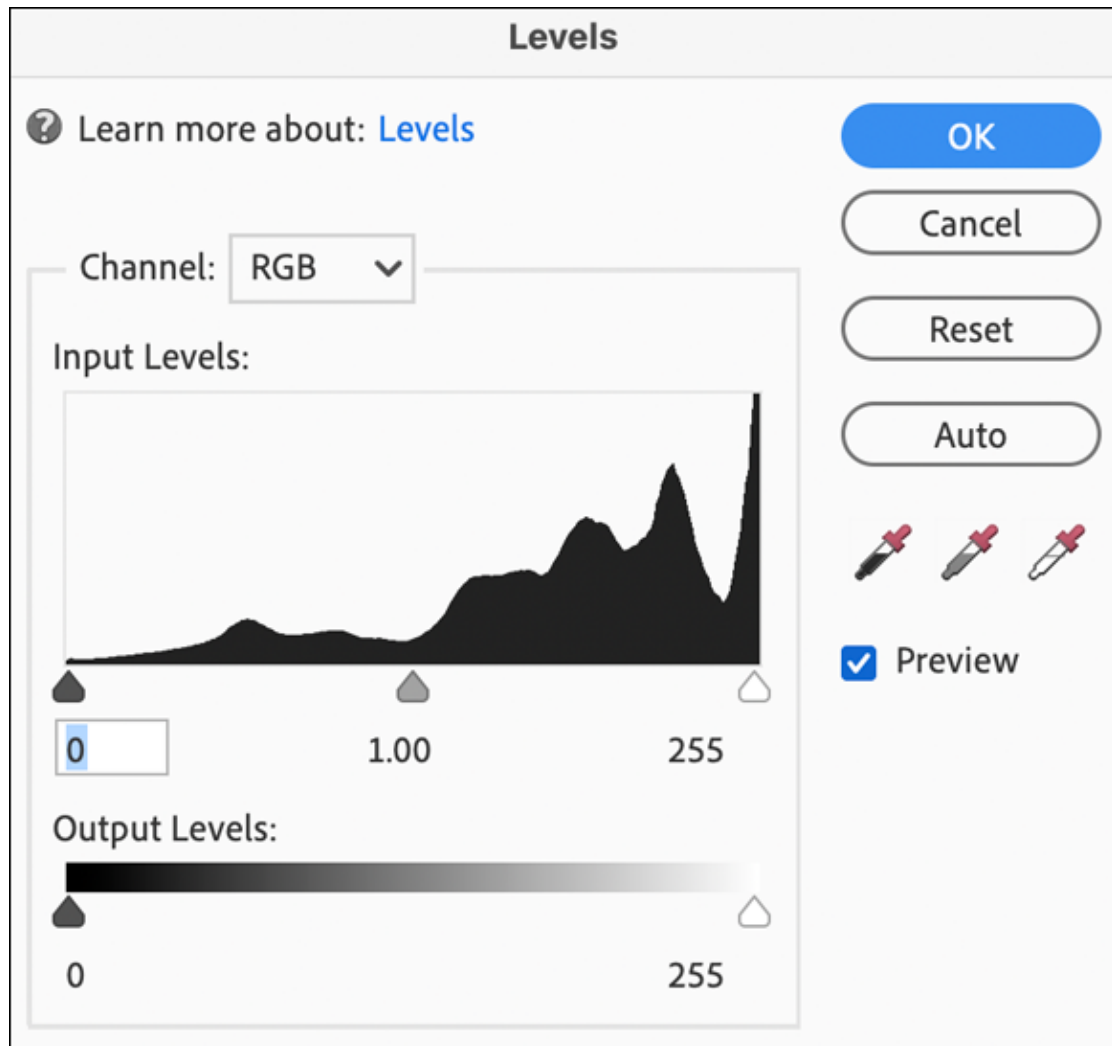 Levels
Learn more about: Levels
OK
Cancel
Channel: RGB
Reset
Input Levels:
Auto
Preview
0 1.00 255
Output Levels:
0 255